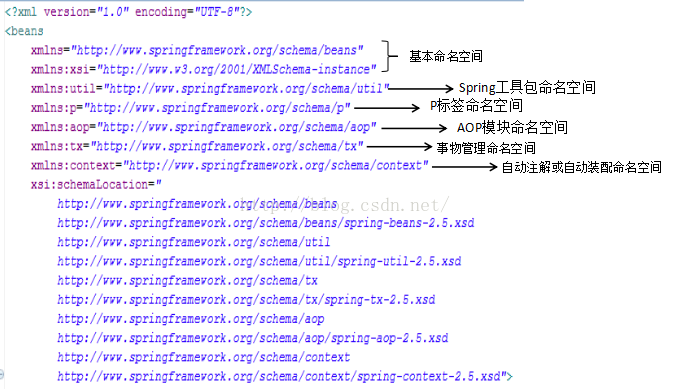 <?xml version="1.0" encoding="UTF-8"?>
<beans
xmlns="http://www.springframework.org/schema/beans"
基本命名空间
xmlns:xsi="http://www.w3.org/2001/XMLSchema-instance"
xmlns:util="http://www.springframework.org/schema/util" Spring工具包命名空间
xmlns:p="http://www.springframework.org/schema/p" P标签命名空间
xmlns:aop="http://www.springframework.org/schema/aop" AOP模块命名空间
xmlns:tx="http://www.springframework.org/schema/tx" 事物管理命名空间
xmlns:context="http://www.springframework.org/schema/context" 自动注解或自动装配命名空间
xsi:schemaLocation="
http://www.springframework.org/schema/beans
http://blog.csdn.net/
http://www.springframework.org/schema/beans/spring-beans-2.5.xsd
http://www.springframework.org/schema/util
http://www.springframework.org/schema/util/spring-util-2.5.xsd
http://www.springframework.org/schema/tx
http://www.springframework.org/schema/tx/spring-tx-2.5.xsd
http://www.springframework.org/schema/aop
http://www.springframework.org/schema/aop/spring-aop-2.5.xsd
http://www.springframework.org/schema/context
http://www.springframework.org/schema/context/spring-context-2.5.xsd">